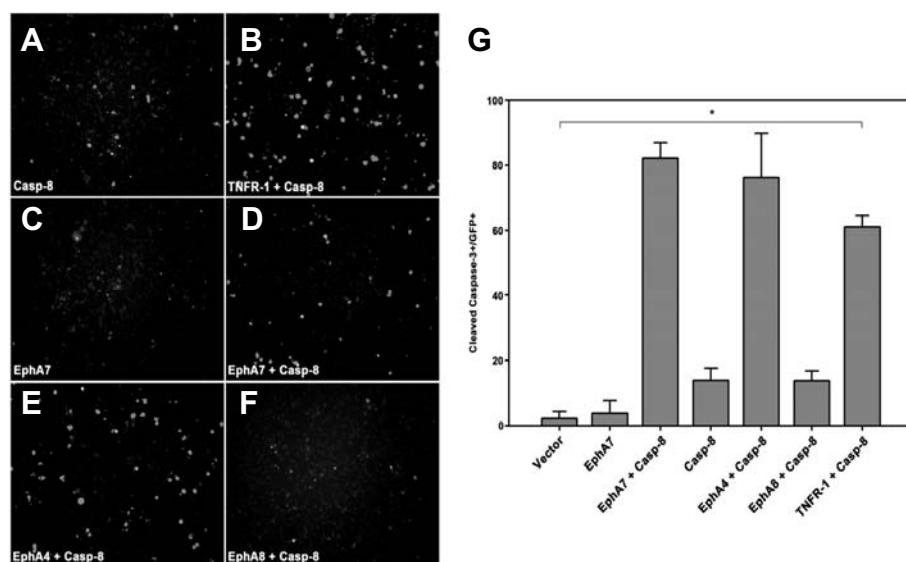 A
B
Casp-8
TNFR-1 + Casp-8
C
D
EphA7
EphA7 + Casp-8
E
F
EphA4 + Casp-8
EphA8 + Casp-8
G
Cleaved Caspase-3+/GFP+
100
80
60
40
20
0
*
Vector
EphA7
EphA7 + Casp-8
Casp-8
EphA4 + Casp-8
EphA8 + Casp-8
TNFR-1 + Casp-8